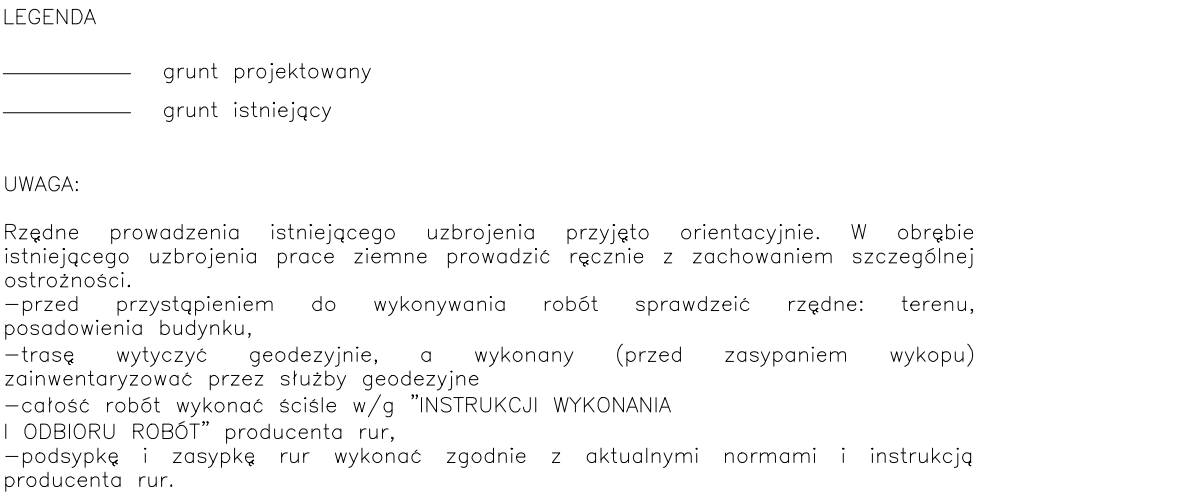 LEGENDA
grunt projektowany
grunt istniejący
UWAGA:
Rzędne prowadzenia istniejącego uzbrojenia przyjęto orientacyjnie. W obrębie
istniejącego uzbrojenia prace ziemne prowadzić ręcznie z zachowaniem szczególnej
ostrożności.
−przed przystąpieniem do wykonywania robót sprawdzeić rzędne: terenu,
posadowienia budynku,
−trasę wytyczyć geodezyjnie, a wykonany (przed zasypaniem wykopu)
zainwentaryzować przez służby geodezyjne
−całość robót wykonać ściśle w/g ”INSTRUKCJI WYKONANIA
I ODBIORU ROBÓT” producenta rur,
−podsypkę i zasypkę rur wykonać zgodnie z aktualnymi normami i instrukcją
producenta rur.